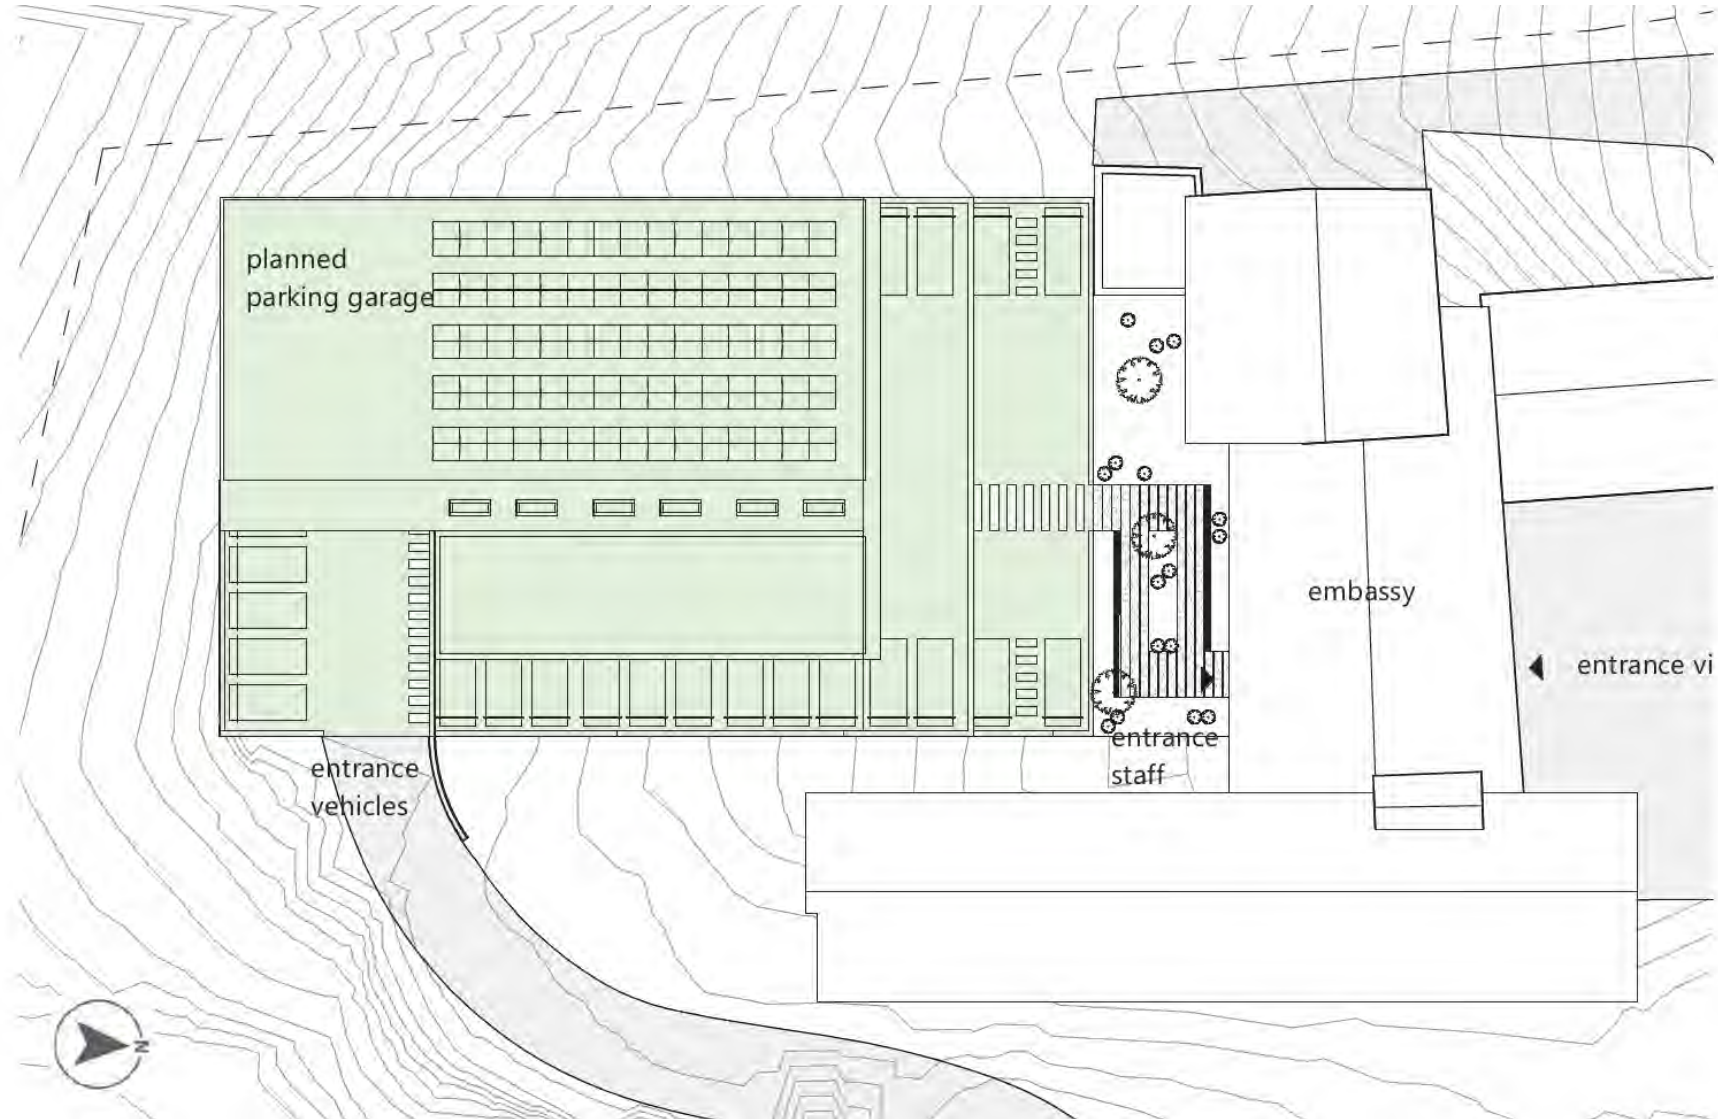 planned
parking garage
embassy
entrance vi
entrance
staff
entrance
vehicles
N